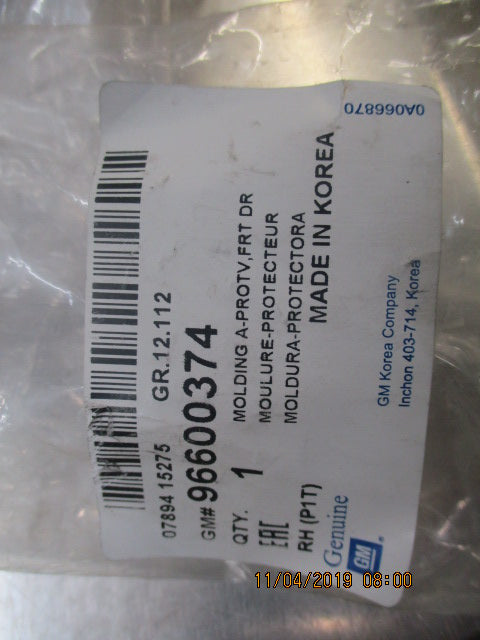 07894 15275 GR.12.112
GM# 96600374
QTY. 1 MOLDING A-PROTV,FRT DR
MOULURE-PROTECTEUR
EAC MOLDURA-PROTECTORA
RH (P1T) MADE IN KOREA
Genuine
GM
GM Korea Company
Inchon 403-714, Korea
0A066870
11/04/2019 08:00